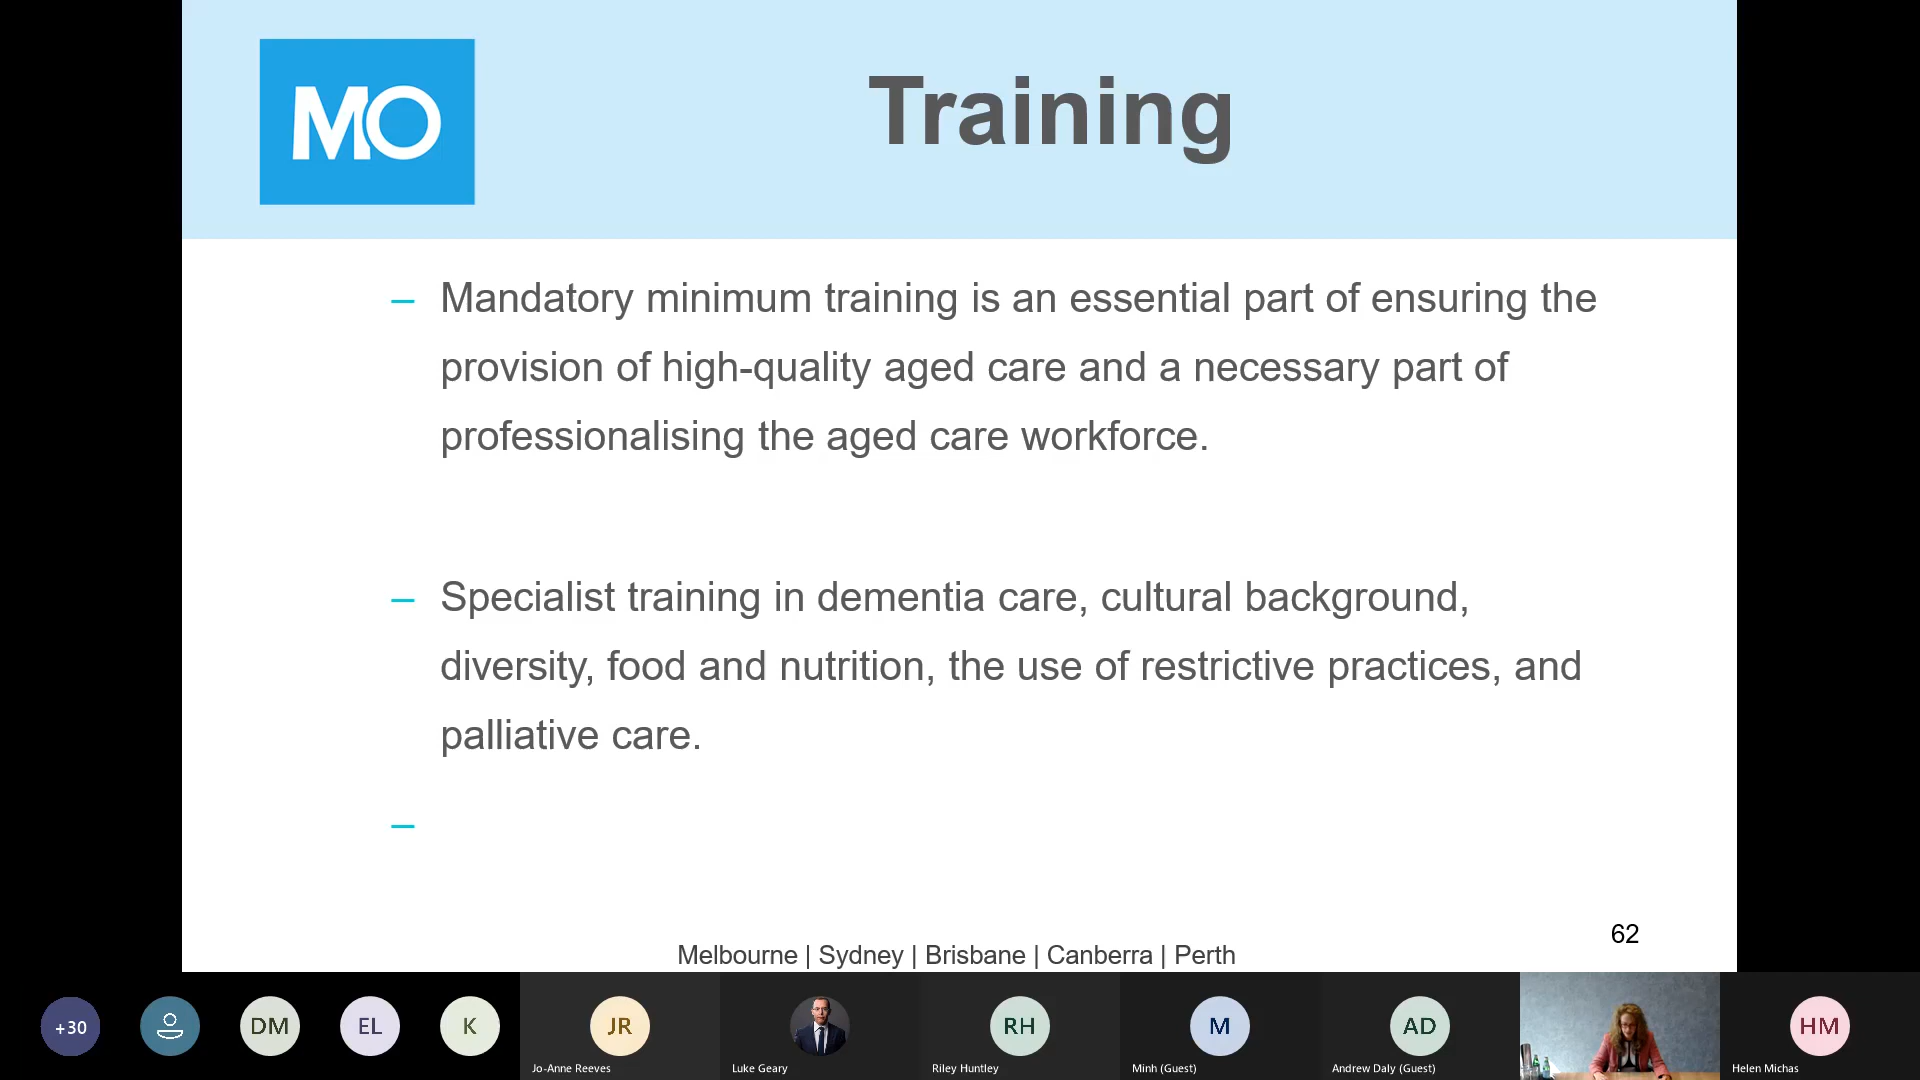 MO
Training
– Mandatory minimum training is an essential part of ensuring the
provision of high-quality aged care and a necessary part of
professionalising the aged care workforce.
– Specialist training in dementia care, cultural background,
diversity, food and nutrition, the use of restrictive practices, and
palliative care.
–
62
Melbourne | Sydney | Brisbane | Canberra | Perth
+30
DM
EL
K
JR
Jo-Anne Reeves
Luke Geary
RH
Riley Huntley
M
Minh (Guest)
AD
Andrew Daly (Guest)
HM
Helen Michas